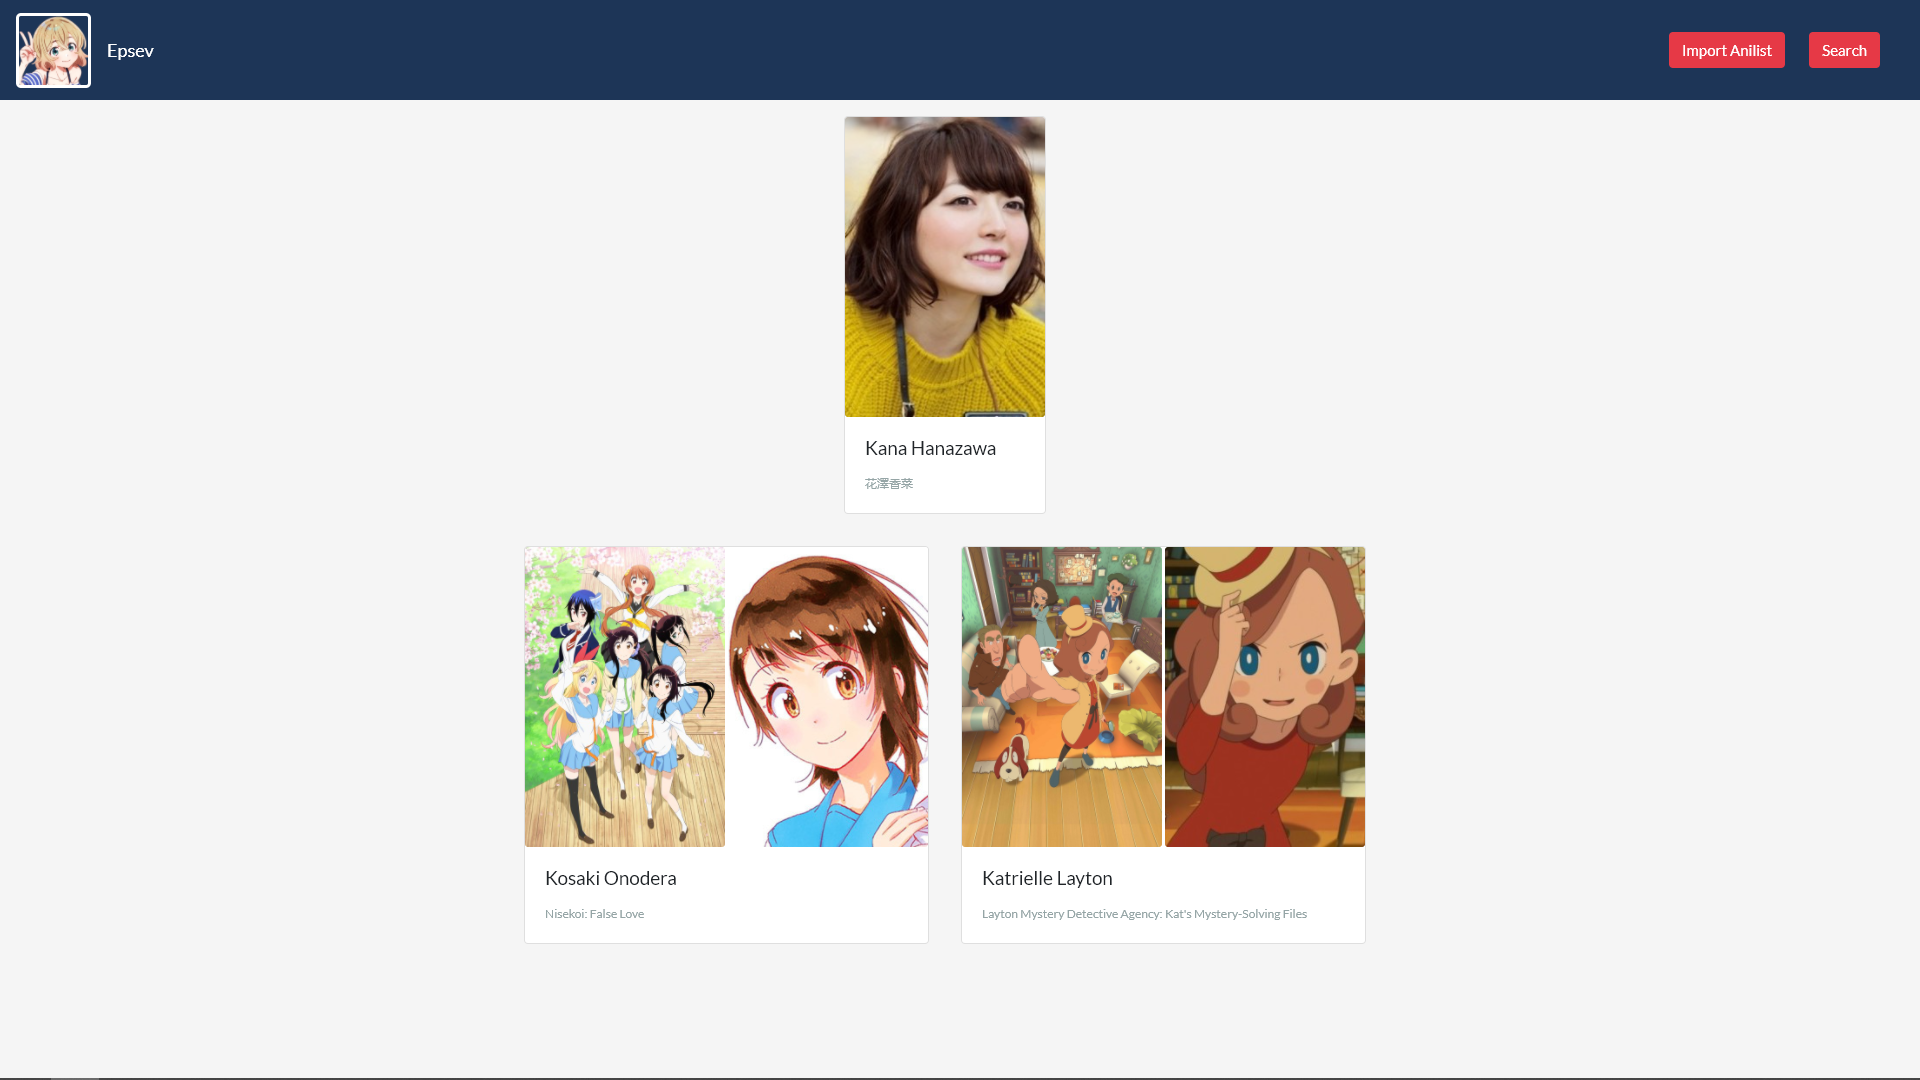 Epsev
Import Anilist
Search
Kana Hanazawa
花澤香菜
Kosaki Onodera
Nisekoi: False Love
Katrielle Layton
Layton Mystery Detective Agency: Kat's Mystery-Solving Files